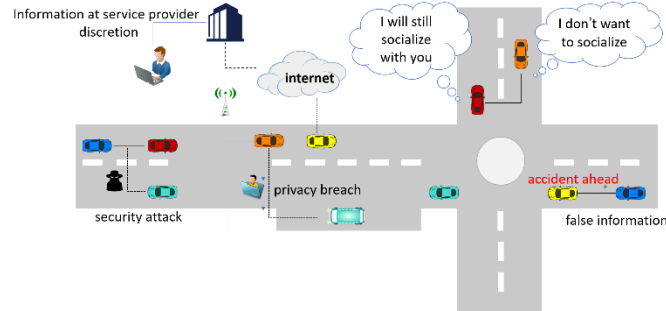 Information at service provider
discretion
I will still
socialize
with you
I don't want
to socialize
internet
accident ahead
privacy breach
security attack
false information